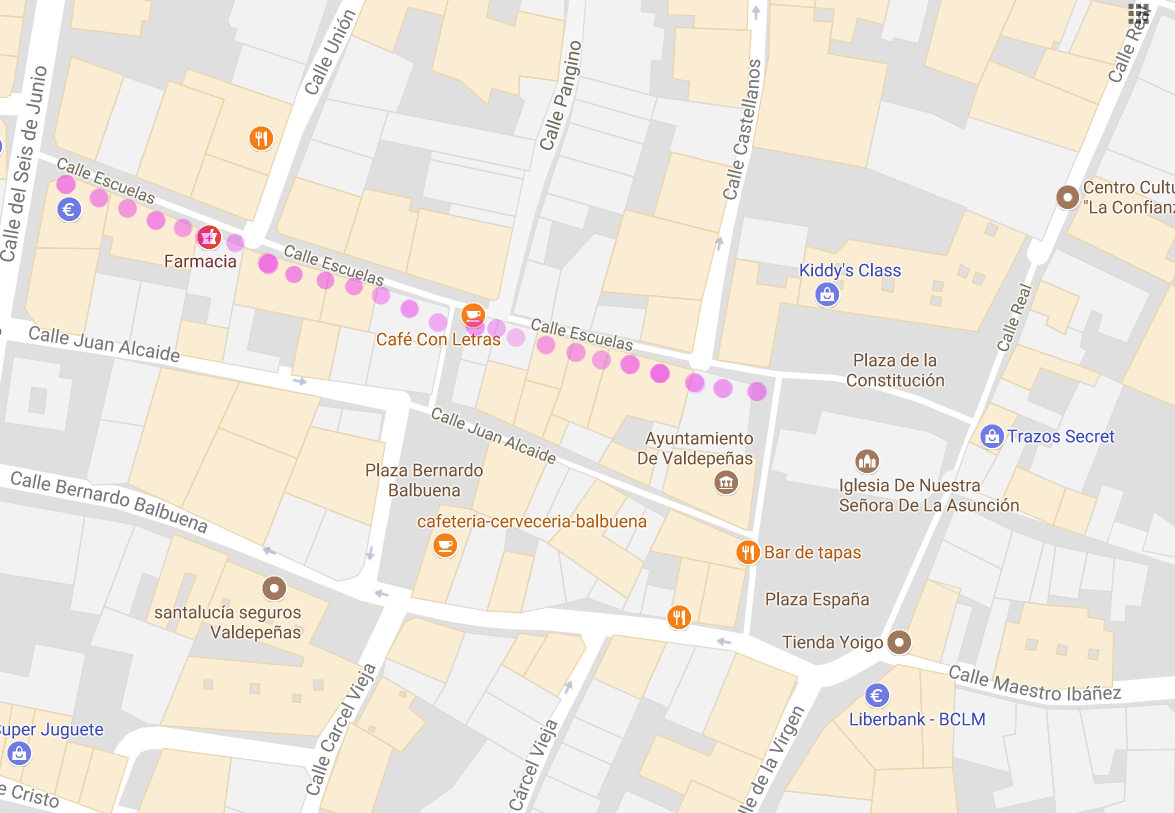 Calle Unión
Calle Real
Calle Pangino
Calle del Seis de Junio
Calle Castellanos
Calle Escuelas
Centro Cultu
"La Confianz
€
Farmacia
Calle Escuelas
Kiddy's Class
Calle Real
Calle Escuelas
Café Con Letras
Calle Juan Alcaide
Plaza de la
Constitución
Calle Juan Alcaide
Ayuntamiento
De Valdepeñas
Trazos Secret
Plaza Bernardo
Balbuena
Iglesia De Nuestra
Señora De La Asunción
Calle Bernardo Balbuena
cafeteria-cerveceria-balbuena
Bar de tapas
Plaza España
santalucía seguros
Valdepeñas
Tienda Yoigo
Calle Maestro Ibáñez
Calle Carcel Vieja
€
Liberbank - BCLM
Super Juguete
Cárcel Vieja
lle de la Virgen
e Cristo